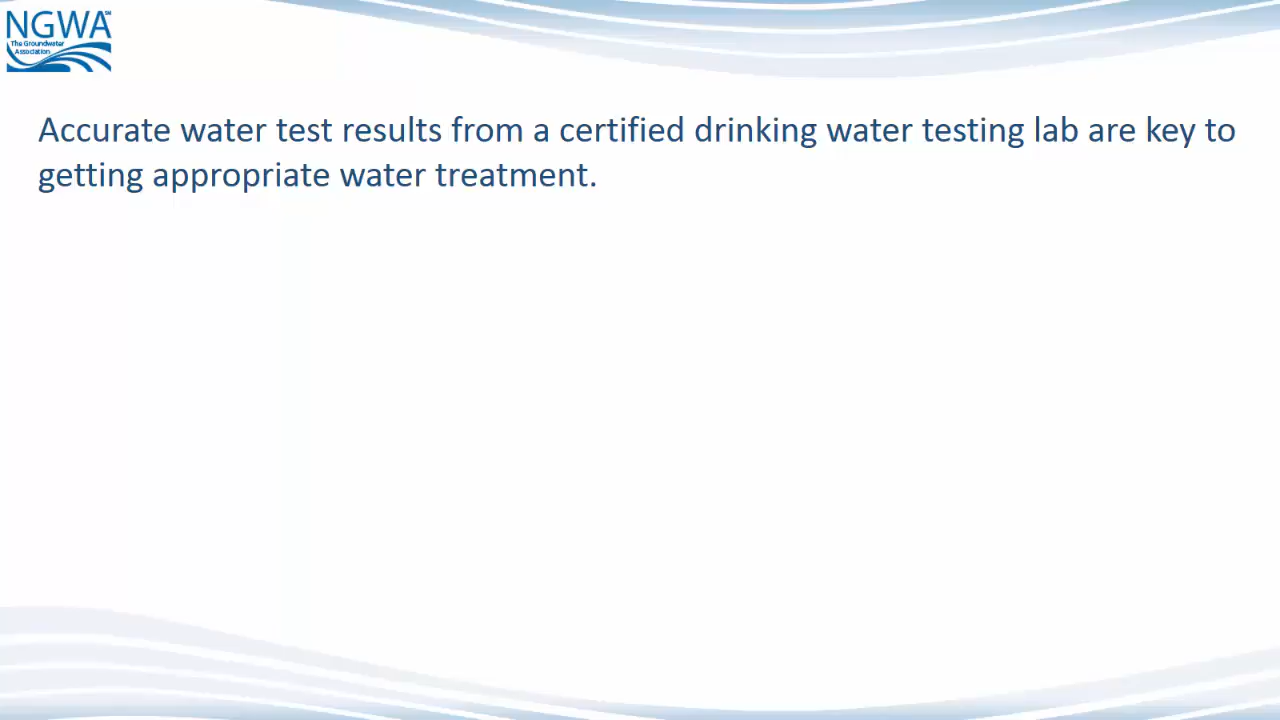 NGWA
The Groundwater
Association
Accurate water test results from a certified drinking water testing lab are key to
getting appropriate water treatment.